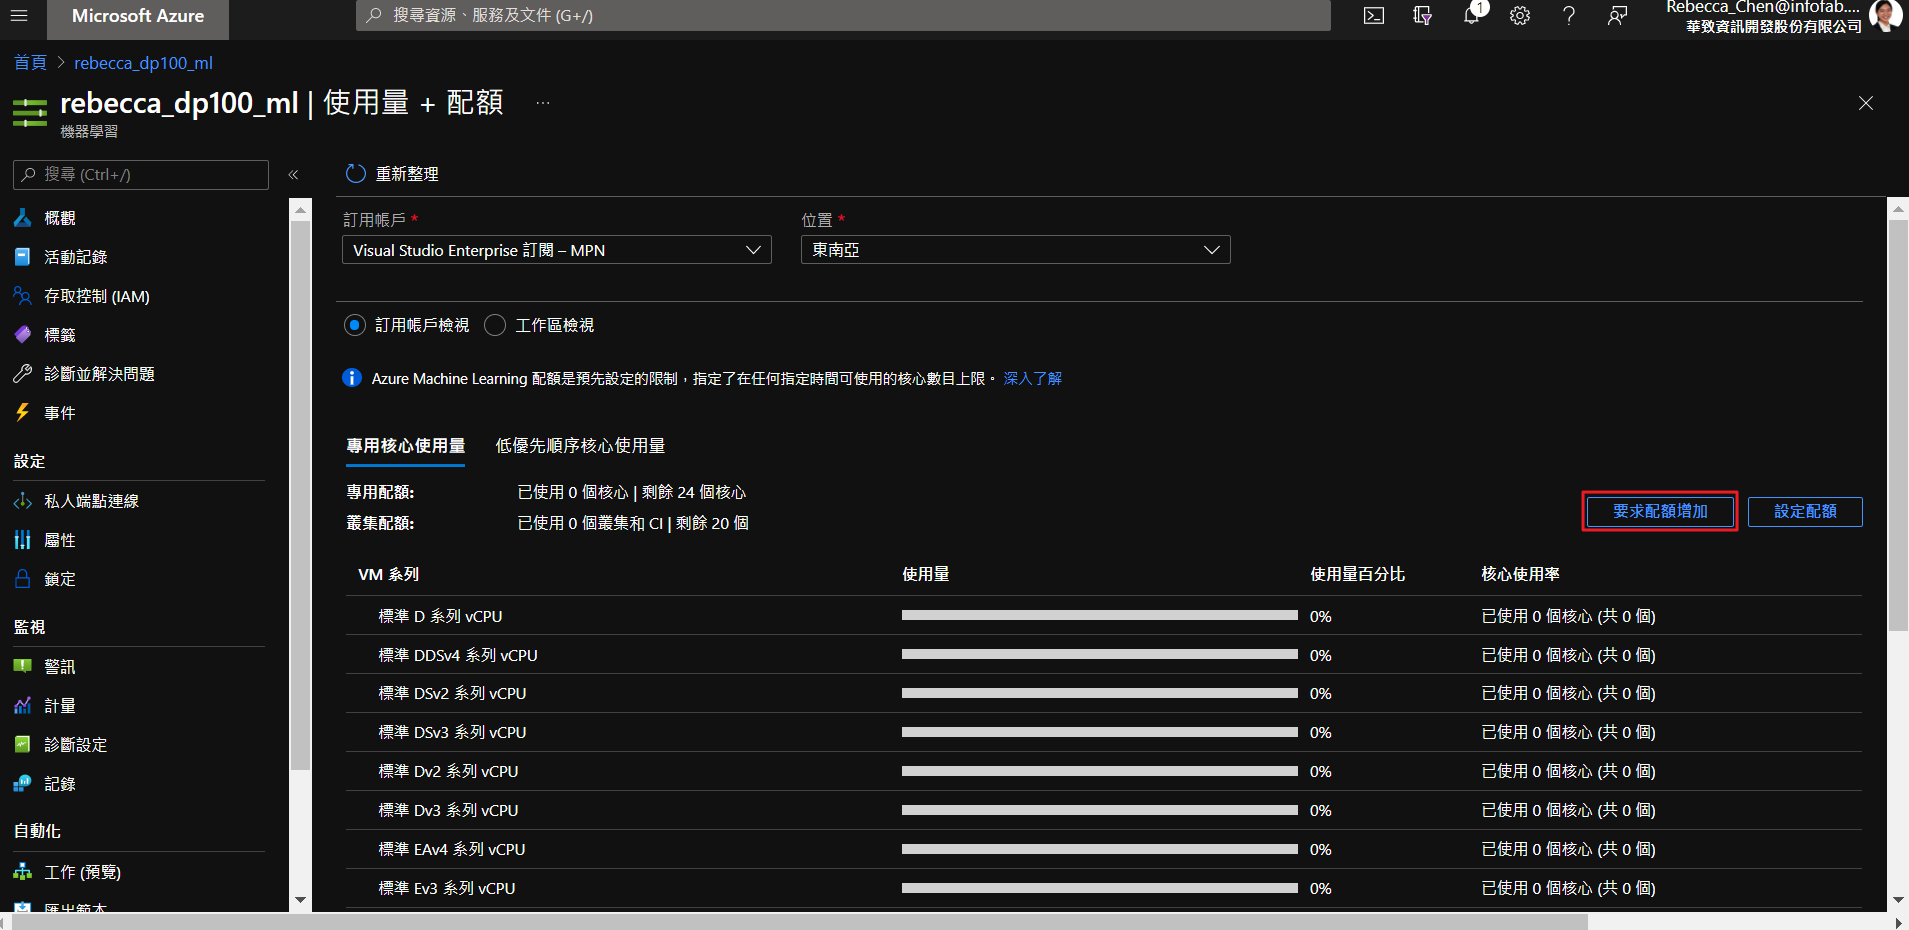 Microsoft Azure
搜尋資源、服務及文件 (G+/)
1
Rebecca_Chen@infofab....
華致資訊開發股份有限公司
首頁 > rebecca_dp100_ml
rebecca_dp100_ml | 使用量 + 配額 ...
機器學習
搜尋 (Ctrl+/)
«
概觀
活動記錄
存取控制 (IAM)
標籤
診斷並解決問題
事件
設定
私人端點連線
屬性
鎖定
監視
警訊
計量
診斷設定
記錄
自動化
工作 (預覽)
匯出範本
重新整理
訂用帳戶 *
位置 *
Visual Studio Enterprise 訂閱 – MPN
東南亞
訂用帳戶檢視
工作區檢視
Azure Machine Learning 配額是預先設定的限制，指定了在任何指定時間可使用的核心數目上限。 深入了解
專用核心使用量
低優先順序核心使用量
專用配額: 已使用 0 個核心 | 剩餘 24 個核心
叢集配額: 已使用 0 個叢集和 CI | 剩餘 20 個
要求配額增加
設定配額
VM 系列 使用量 使用量百分比 核心使用率
標準 D 系列 vCPU 0% 已使用 0 個核心 (共 0 個)
標準 DDSv4 系列 vCPU 0% 已使用 0 個核心 (共 0 個)
標準 DSv2 系列 vCPU 0% 已使用 0 個核心 (共 0 個)
標準 DSv3 系列 vCPU 0% 已使用 0 個核心 (共 0 個)
標準 Dv2 系列 vCPU 0% 已使用 0 個核心 (共 0 個)
標準 Dv3 系列 vCPU 0% 已使用 0 個核心 (共 0 個)
標準 EAv4 系列 vCPU 0% 已使用 0 個核心 (共 0 個)
標準 Ev3 系列 vCPU 0% 已使用 0 個核心 (共 0 個)